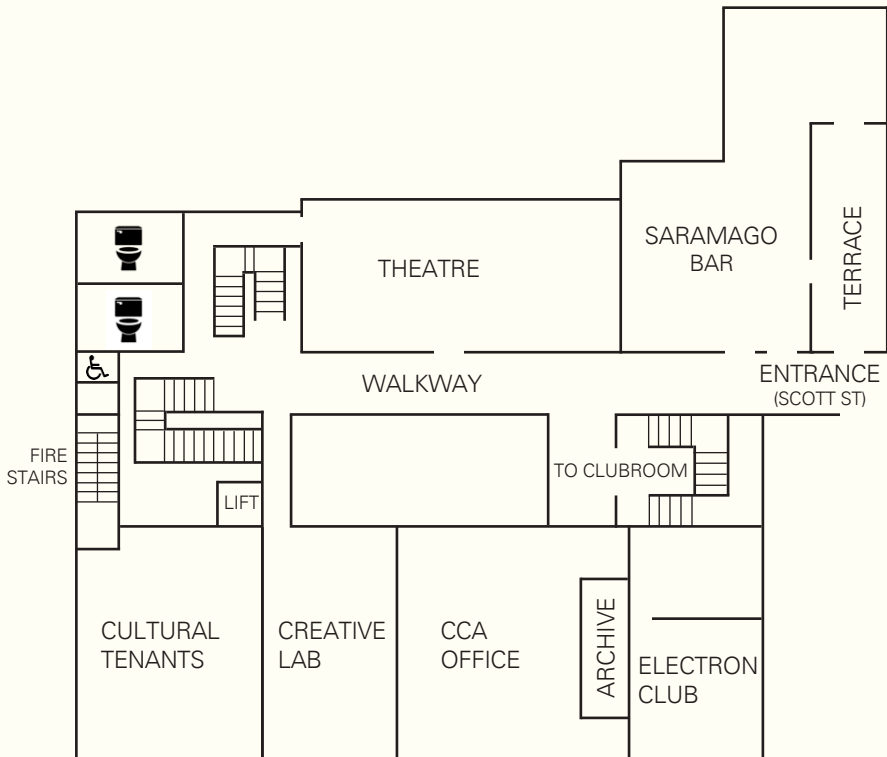 SARAMAGO
BAR
TERRACE
THEATRE
WALKWAY
ENTRANCE
(SCOTT ST)
FIRE
STAIRS
TO CLUBROOM
LIFT
CULTURAL
TENANTS
CREATIVE
LAB
CCA
OFFICE
ARCHIVE
ELECTRON
CLUB